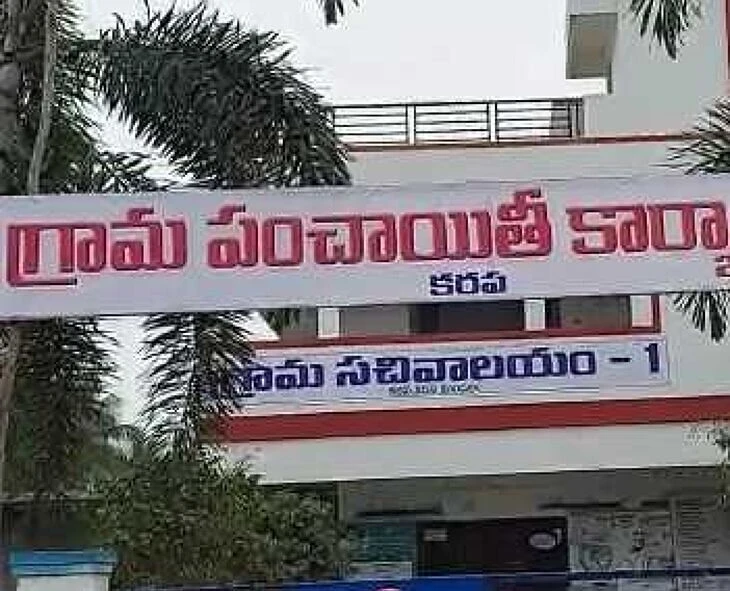 గ్రామ పంచాయితీ కార్యా
కరప
గ్రామ సచివాలయం - 1